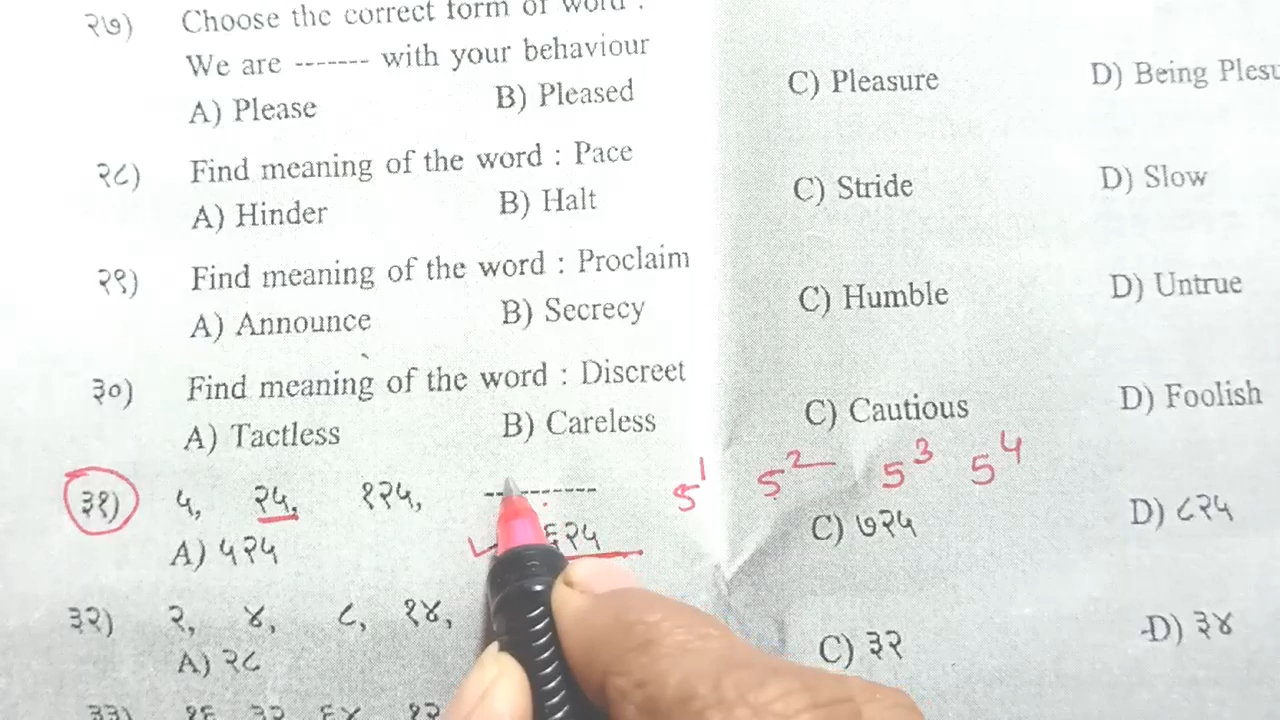 २७) Choose the correct form of word :
We are ------- with your behaviour
A) Please B) Pleased C) Pleasure D) Being
२८) Find meaning of the word : Pace
A) Hinder B) Halt C) Stride D) Slow
२९) Find meaning of the word : Proclaim
A) Announce B) Secrecy C) Humble D) Untrue
३०) Find meaning of the word : Discreet
A) Tactless B) Careless C) Cautious D) Foolish
5¹ 5² 5³ 5⁴
३१) ५, २५, १२५, ---------
A) ५२५ ६२५ C) ७२५ D) ८२५
३२) २, ४, ८, १४,
A) २८ C) ३२ D) ३४